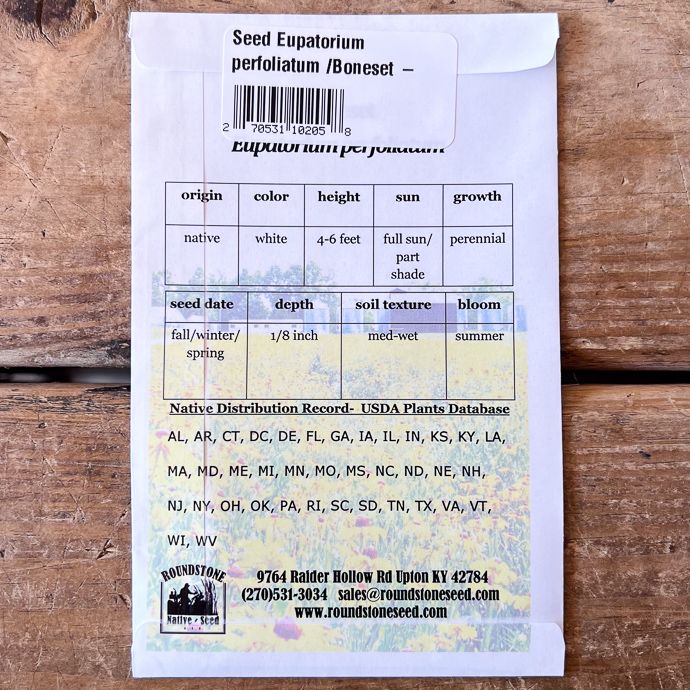 Seed Eupatorium
perfoliatum /Boneset –
2 70531 10205 8
Eupatorium perfoliatum
origin color height sun growth
native white 4-6 feet full sun/ perennial
part
shade
seed date depth soil texture bloom
fall/winter/ 1/8 inch med-wet summer
spring
Native Distribution Record- USDA Plants Database
AL, AR, CT, DC, DE, FL, GA, IA, IL, IN, KS, KY, LA,
MA, MD, ME, MI, MN, MO, MS, NC, ND, NE, NH,
NJ, NY, OH, OK, PA, RI, SC, SD, TN, TX, VA, VT,
WI, WV
ROUNDSTONE
Native Seed
9764 Raider Hollow Rd Upton KY 42784
(270)531-3034 sales@roundstoneseed.com
www.roundstoneseed.com